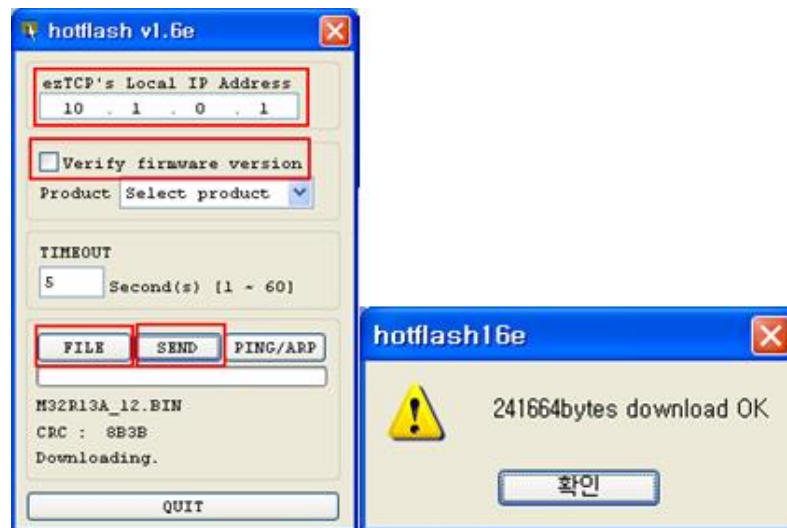 hotflash v1.6e
ezTCP's Local IP Address
10 . 1 . 0 . 1
Verify firmware version
Product Select product
TIMEOUT
5 Second(s) [1 ~ 60]
FILE SEND PING/ARP
M32R13A_12.BIN
CRC : 8B3B
Downloading.
QUIT
hotflash16e
241664bytes download OK
확인